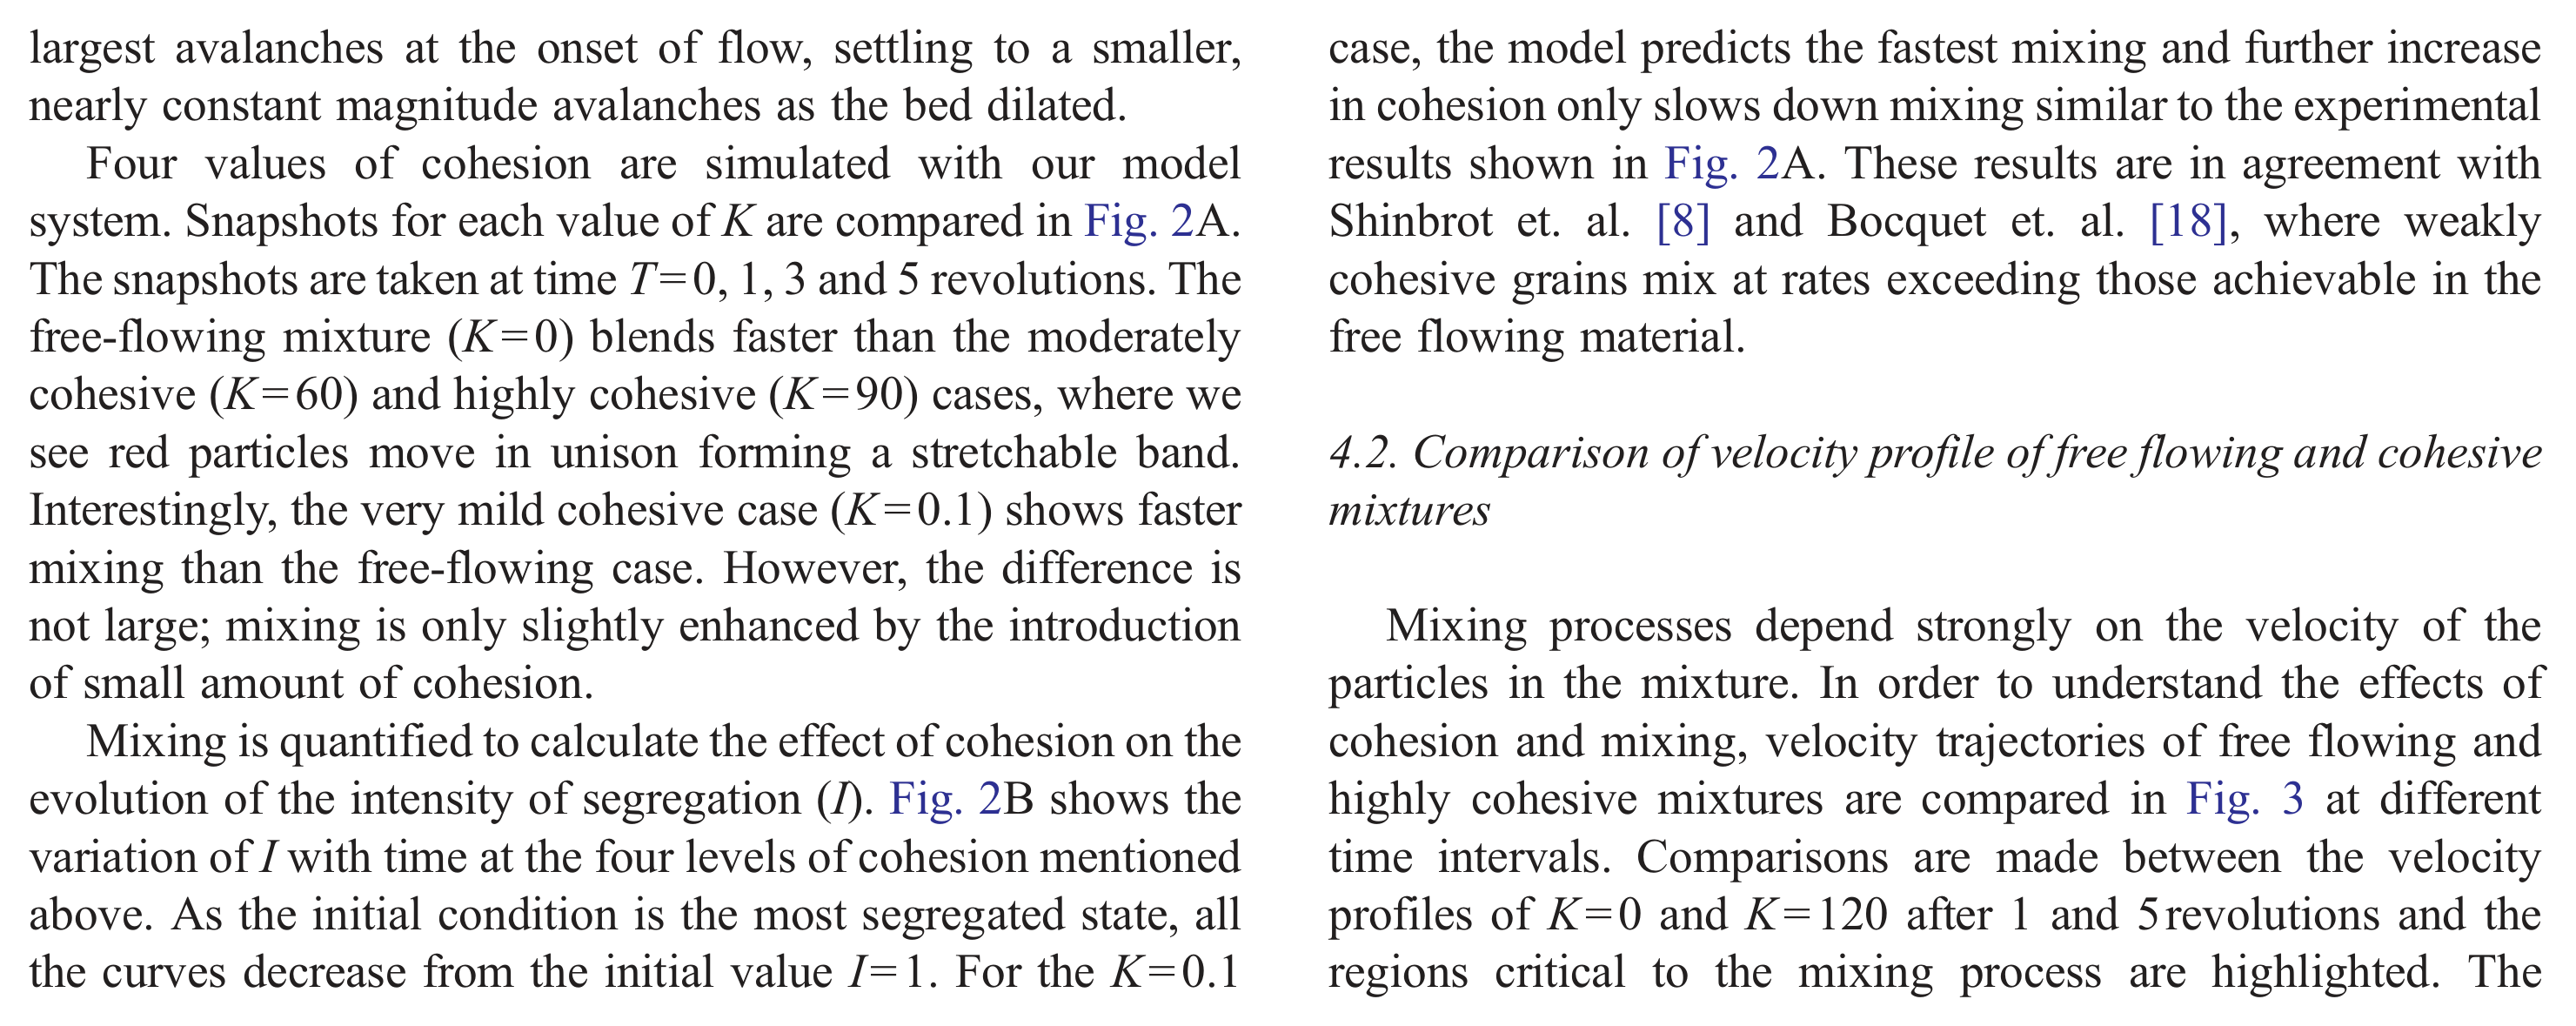 largest avalanches at the onset of flow, settling to a smaller,
nearly constant magnitude avalanches as the bed dilated.
Four values of cohesion are simulated with our model
system. Snapshots for each value of K are compared in Fig. 2A.
The snapshots are taken at time T=0, 1, 3 and 5 revolutions. The
free-flowing mixture (K=0) blends faster than the moderately
cohesive (K=60) and highly cohesive (K=90) cases, where we
see red particles move in unison forming a stretchable band.
Interestingly, the very mild cohesive case (K=0.1) shows faster
mixing than the free-flowing case. However, the difference is
not large; mixing is only slightly enhanced by the introduction
of small amount of cohesion.
Mixing is quantified to calculate the effect of cohesion on the
evolution of the intensity of segregation (I). Fig. 2B shows the
variation of I with time at the four levels of cohesion mentioned
above. As the initial condition is the most segregated state, all
the curves decrease from the initial value I=1. For the K=0.1
case, the model predicts the fastest mixing and further increase
in cohesion only slows down mixing similar to the experimental
results shown in Fig. 2A. These results are in agreement with
Shinbrot et. al. [8] and Bocquet et. al. [18], where weakly
cohesive grains mix at rates exceeding those achievable in the
free flowing material.
4.2. Comparison of velocity profile of free flowing and cohesive
mixtures
Mixing processes depend strongly on the velocity of the
particles in the mixture. In order to understand the effects of
cohesion and mixing, velocity trajectories of free flowing and
highly cohesive mixtures are compared in Fig. 3 at different
time intervals. Comparisons are made between the velocity
profiles of K=0 and K=120 after 1 and 5 revolutions and the
regions critical to the mixing process are highlighted. The